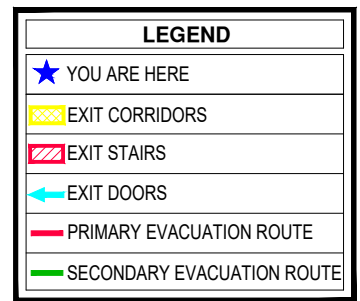 LEGEND
YOU ARE HERE
EXIT CORRIDORS
EXIT STAIRS
EXIT DOORS
PRIMARY EVACUATION ROUTE
SECONDARY EVACUATION ROUTE